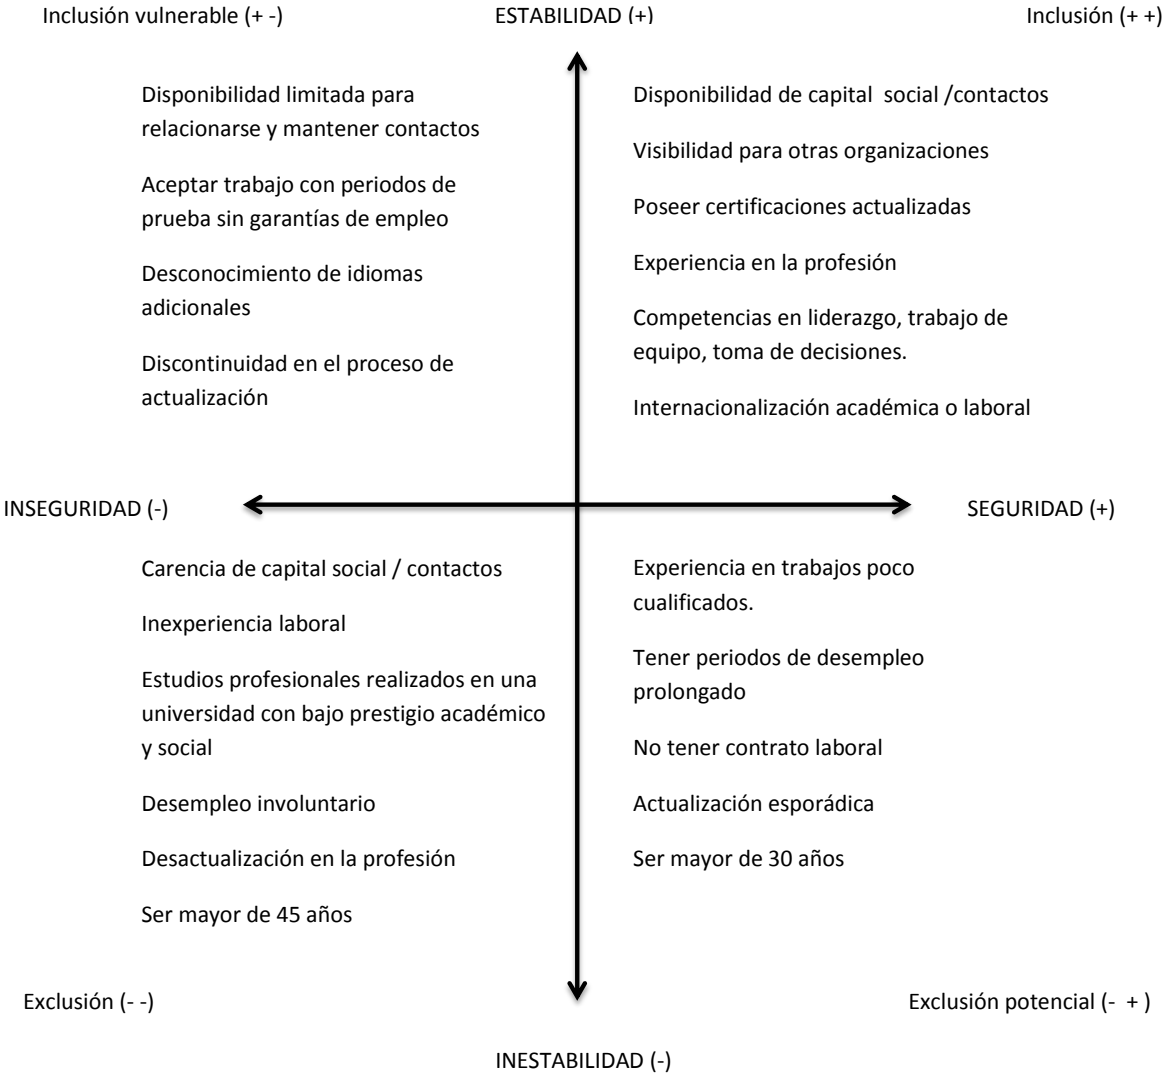 Inclusión vulnerable (+ -)
ESTABILIDAD (+)
Inclusión (+ +)
Disponibilidad limitada para
relacionarse y mantener contactos
Aceptar trabajo con periodos de
prueba sin garantías de empleo
Desconocimiento de idiomas
adicionales
Discontinuidad en el proceso de
actualización
Disponibilidad de capital  social /contactos
Visibilidad para otras organizaciones
Poseer certificaciones actualizadas
Experiencia en la profesión
Competencias en liderazgo, trabajo de
equipo, toma de decisiones.
Internacionalización académica o laboral
INSEGURIDAD (-)
SEGURIDAD (+)
Carencia de capital social / contactos
Inexperiencia laboral
Estudios profesionales realizados en una
universidad con bajo prestigio académico
y social
Desempleo involuntario
Desactualización en la profesión
Ser mayor de 45 años
Experiencia en trabajos poco
cualificados.
Tener periodos de desempleo
prolongado
No tener contrato laboral
Actualización esporádica
Ser mayor de 30 años
Exclusión (- -)
Exclusión potencial (-  + )
INESTABILIDAD (-)